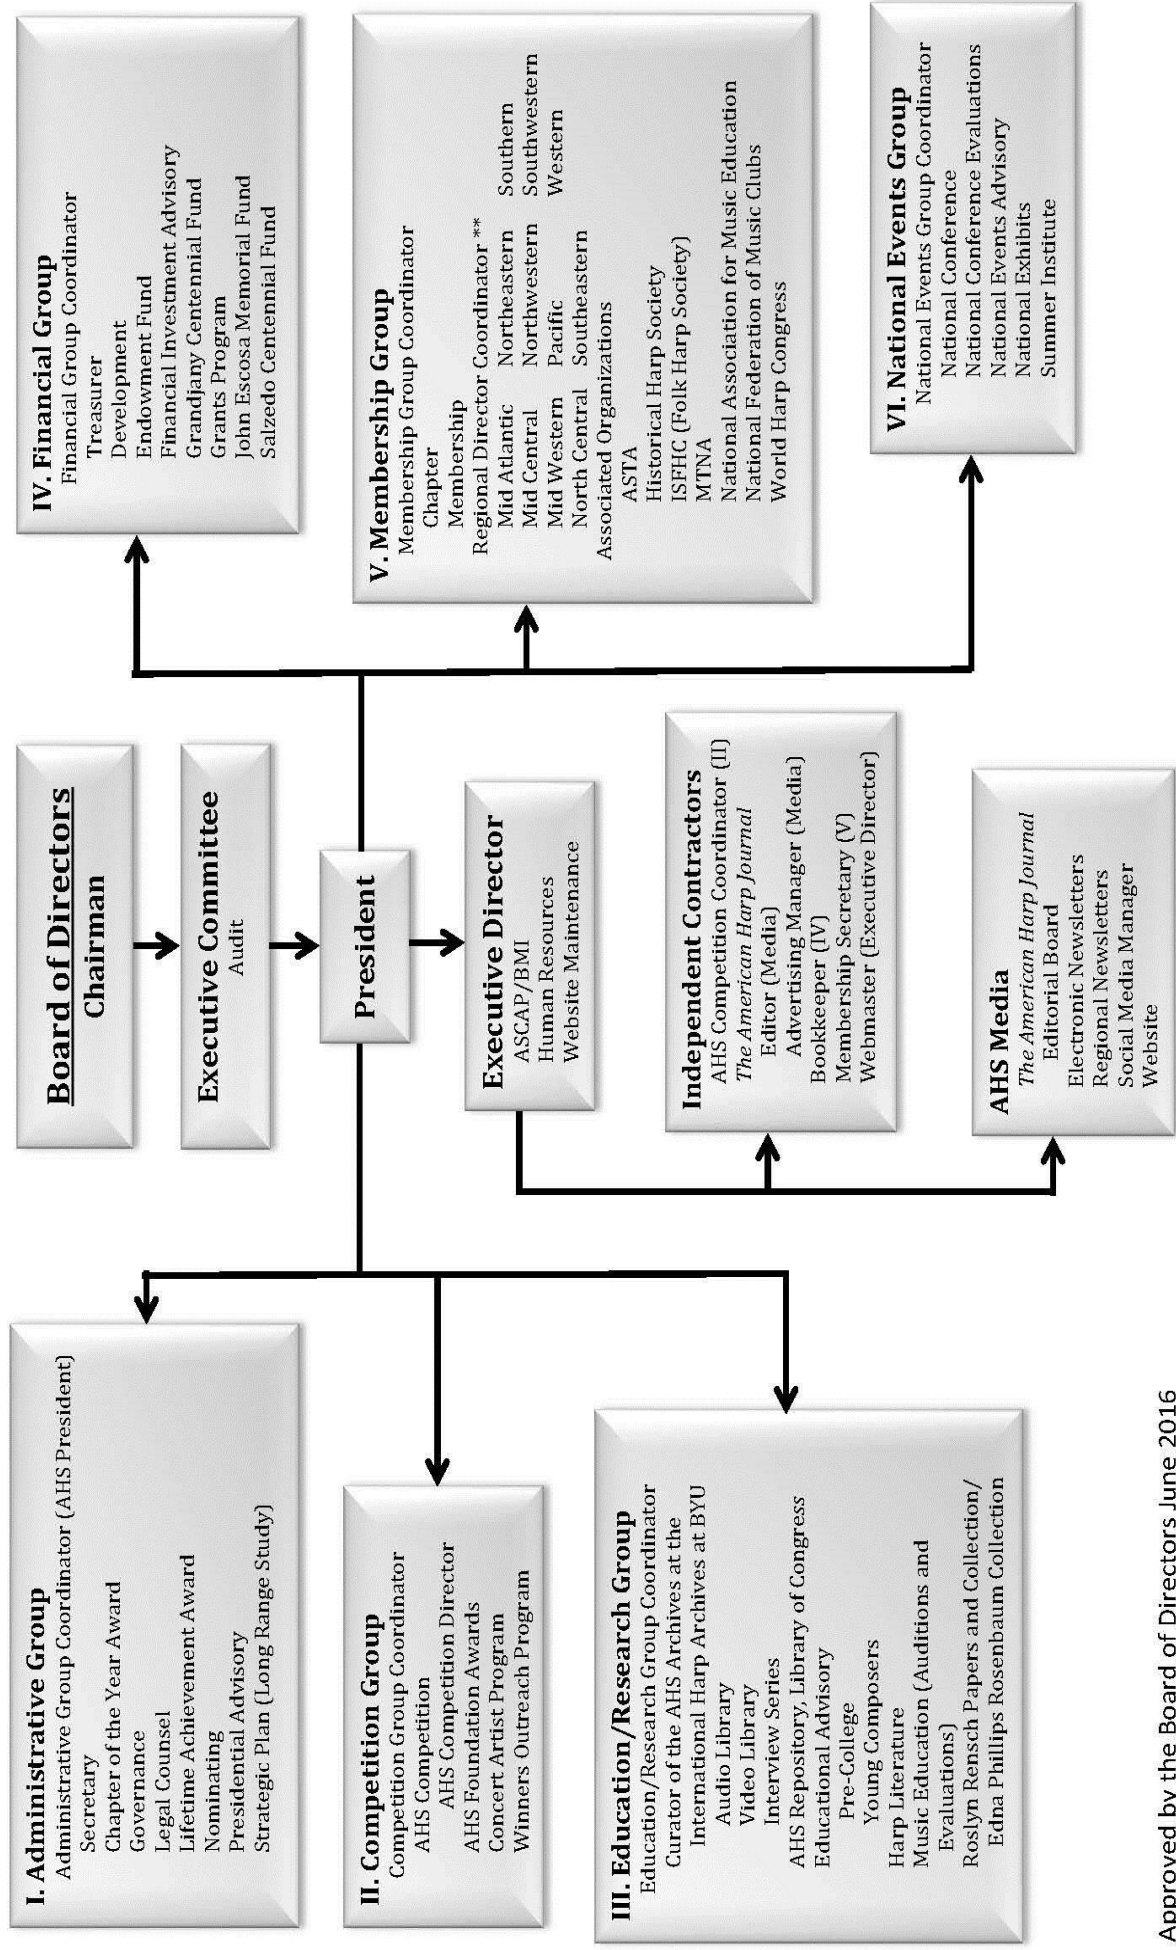 Board of Directors
Chairman
Executive Committee
Audit
President
Executive Director
ASCAP/BMI
Human Resources
Website Maintenance
Independent Contractors
AHS Competition Coordinator (II)
The American Harp Journal
Editor (Media)
Advertising Manager (Media)
Bookkeeper (IV)
Membership Secretary (V)
Webmaster (Executive Director)
AHS Media
The American Harp Journal
Editorial Board
Electronic Newsletters
Regional Newsletters
Social Media Manager
Website
I. Administrative Group
Administrative Group Coordinator (AHS President)
Secretary
Chapter of the Year Award
Governance
Legal Counsel
Lifetime Achievement Award
Nominating
Presidential Advisory
Strategic Plan (Long Range Study)
II. Competition Group
Competition Group Coordinator
AHS Competition
AHS Competition Director
AHS Foundation Awards
Concert Artist Program
Winners Outreach Program
III. Education/Research Group
Education/Research Group Coordinator
Curator of the AHS Archives at the
International Harp Archives at BYU
Audio Library
Video Library
Interview Series
AHS Repository, Library of Congress
Educational Advisory
Pre-College
Young Composers
Harp Literature
Music Education (Auditions and
Evaluations)
Roslyn Rensch Papers and Collection/
Edna Phillips Rosenbaum Collection
IV. Financial Group
Financial Group Coordinator
Treasurer
Development
Endowment Fund
Financial Investment Advisory
Grandjany Centennial Fund
Grants Program
John Escosa Memorial Fund
Salzedo Centennial Fund
V. Membership Group
Membership Group Coordinator
Chapter
Membership
Regional Director Coordinator **
Mid Atlantic Northeastern Southern
Mid Central Northwestern Southwestern
Mid Western Pacific Western
North Central Southeastern
Associated Organizations
ASTA
Historical Harp Society
ISFHC (Folk Harp Society)
MTNA
National Association for Music Education
National Federation of Music Clubs
World Harp Congress
VI. National Events Group
National Events Group Coordinator
National Conference
National Conference Evaluations
National Events Advisory
National Exhibits
Summer Institute
Approved by the Board of Directors June 2016